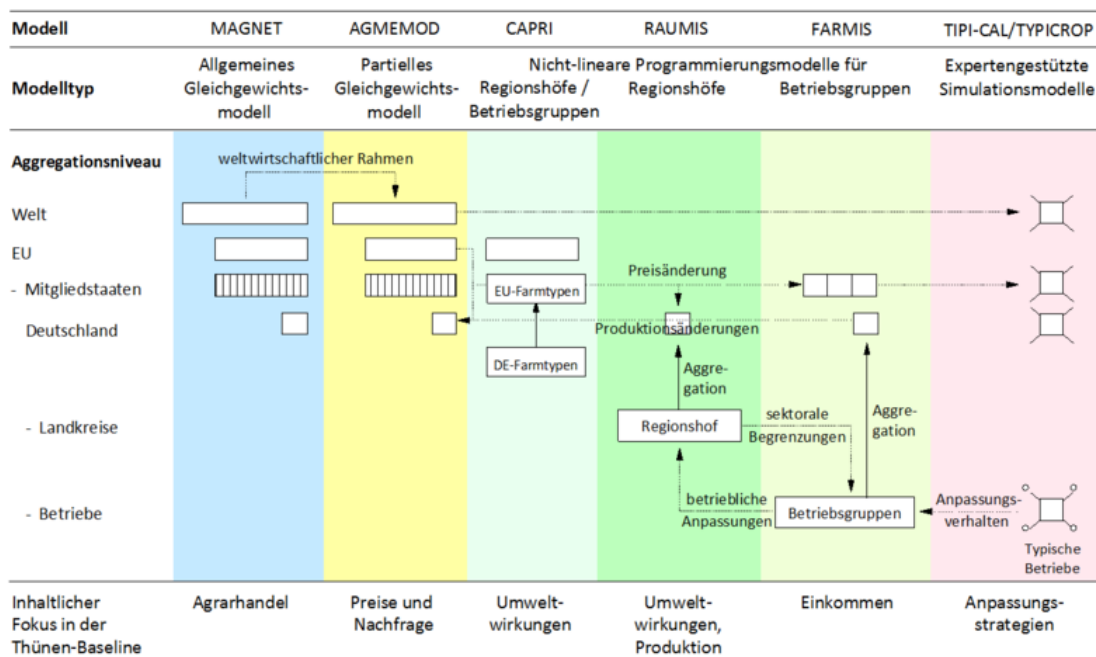 Modell MAGNET AGMEMOD CAPRI RAUMIS FARMIS TIPI-CAL/TYPICROP
Allgemeines Partielles Nicht-lineare Programmierungsmodelle für Expertengestützte
Modelltyp Gleichgewichts- Gleichgewichts- Regionshöfe / Regionshöfe Betriebsgruppen Simulationsmodelle
modell modell Betriebsgruppen
Aggregationsniveau weltwirtschaftlicher Rahmen
Welt
EU
- Mitgliedstaaten EU-Farmtypen Preisänderung
Deutschland Produktionsänderungen
DE-Farmtypen Aggre-
gation
- Landkreise Regionshof sektorale Aggre-
Begrenzungen gation
- Betriebe betriebliche Betriebsgruppen Anpassungs-
Anpassungen verhalten
Typische
Betriebe
Inhaltlicher Agrarhandel Preise und Umwelt- Umwelt- Einkommen Anpassungs-
Fokus in der Nachfrage wirkungen wirkungen, strategien
Thünen-Baseline Produktion